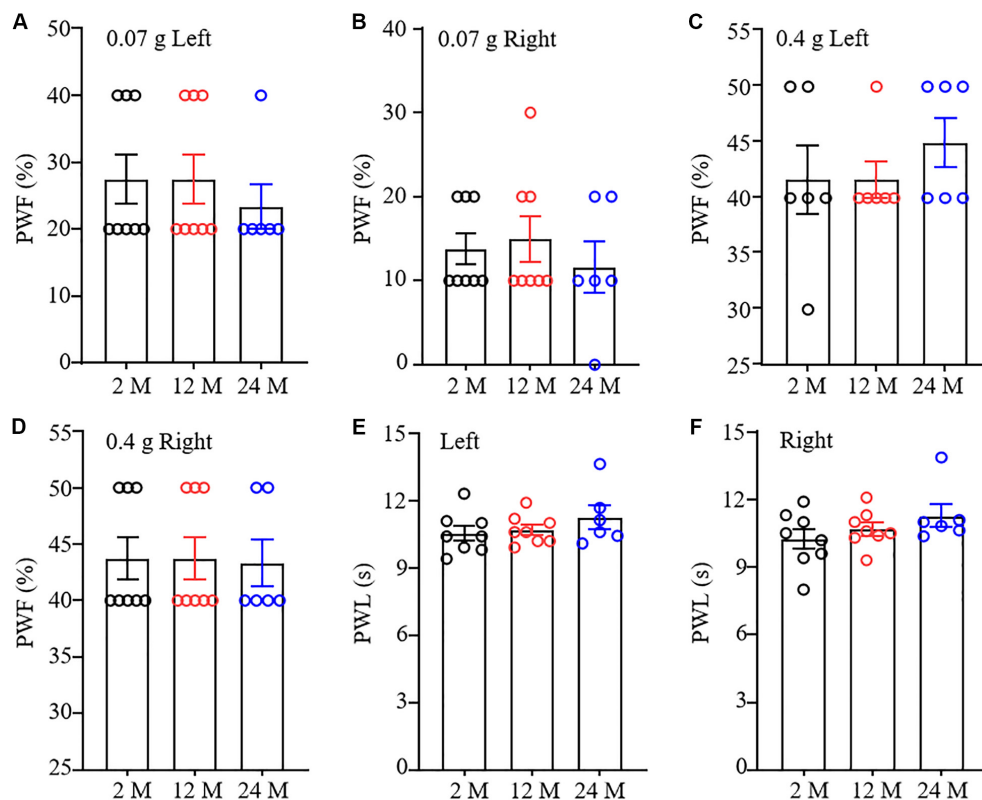 A
0.07 g Left
PWF (%)
50
40
30
20
10
0
2 M 12 M 24 M
B
0.07 g Right
PWF (%)
40
30
20
10
0
2 M 12 M 24 M
C
0.4 g Left
PWF (%)
55
50
45
40
35
30
25
2 M 12 M 24 M
D
0.4 g Right
PWF (%)
55
50
45
40
35
30
25
2 M 12 M 24 M
E
Left
PWL (s)
15
12
9
6
3
0
2 M 12 M 24 M
F
Right
PWL (s)
15
12
9
6
3
0
2 M 12 M 24 M